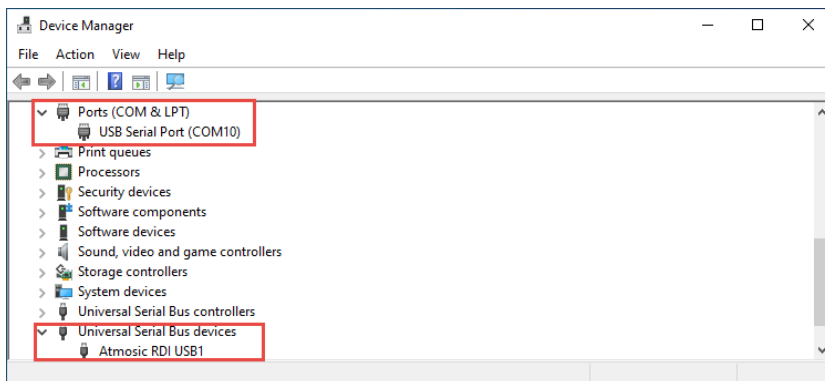 Device Manager
File Action View Help
Ports (COM & LPT)
USB Serial Port (COM10)
Print queues
Processors
Security devices
Software components
Software devices
Sound, video and game controllers
Storage controllers
System devices
Universal Serial Bus controllers
Universal Serial Bus devices
Atmosic RDI USB1